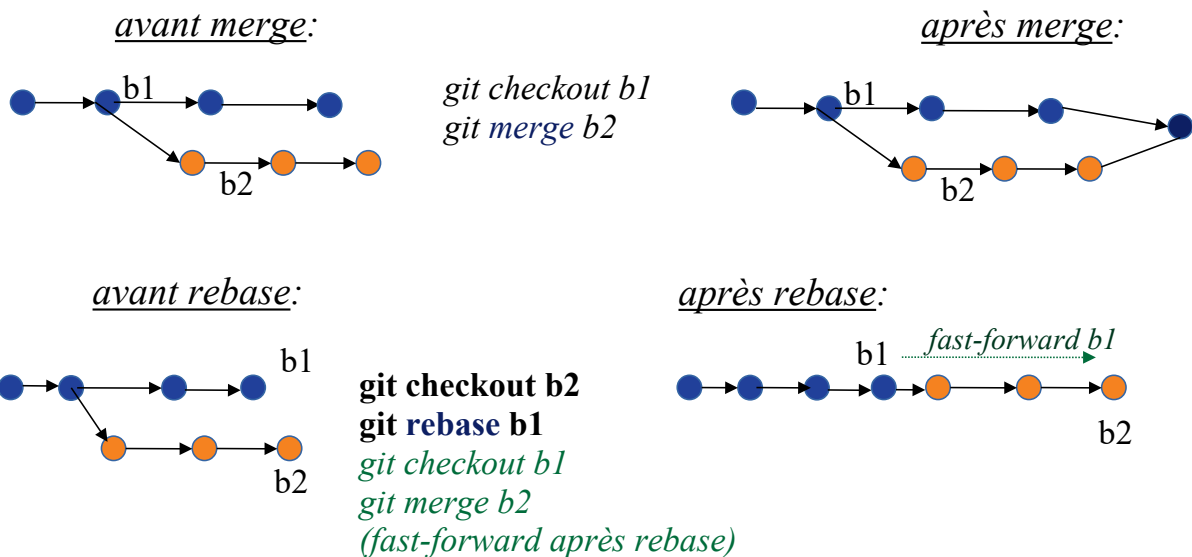 avant merge:
après merge:
b1
b2
git checkout b1
git merge b2
b1
b2
avant rebase:
après rebase:
b1
b2
git checkout b2
git rebase b1
git checkout b1
git merge b2
(fast-forward après rebase)
b1
fast-forward b1
b2